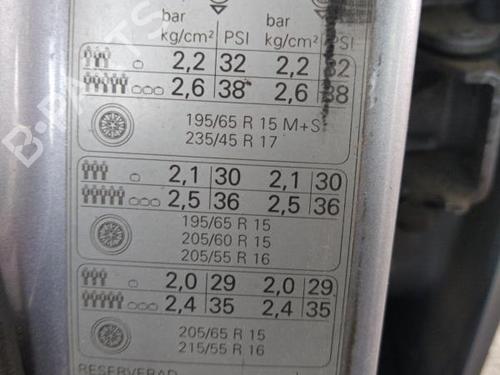 bar bar
kg/cm² PSI kg/cm² PSI
2,2 32 2,2 32
2,6 38 2,6 38
195/65 R 15 M+S
235/45 R 17
2,1 30 2,1 30
2,5 36 2,5 36
195/65 R 15
205/60 R 15
205/55 R 16
2,0 29 2,0 29
2,4 35 2,4 35
205/65 R 15
215/55 R 16
RESERVERAD
B-PARTS